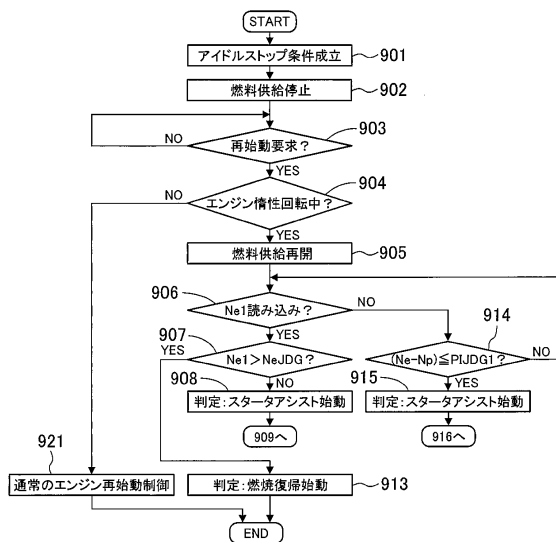 START
アイドルストップ条件成立
901
燃料供給停止
902
903
再始動要求?
NO
YES
904
NO
エンジン惰性回転中?
YES
燃料供給再開
905
906
Ne1読み込み?
NO
YES
907
914
YES
Ne1>NeJDG?
(Ne-Np)≦PIJDG1?
NO
NO
908
915
YES
判定:スタータアシスト始動
判定:スタータアシスト始動
909へ
916へ
921
通常のエンジン再始動制御
判定:燃焼復帰始動
913
END